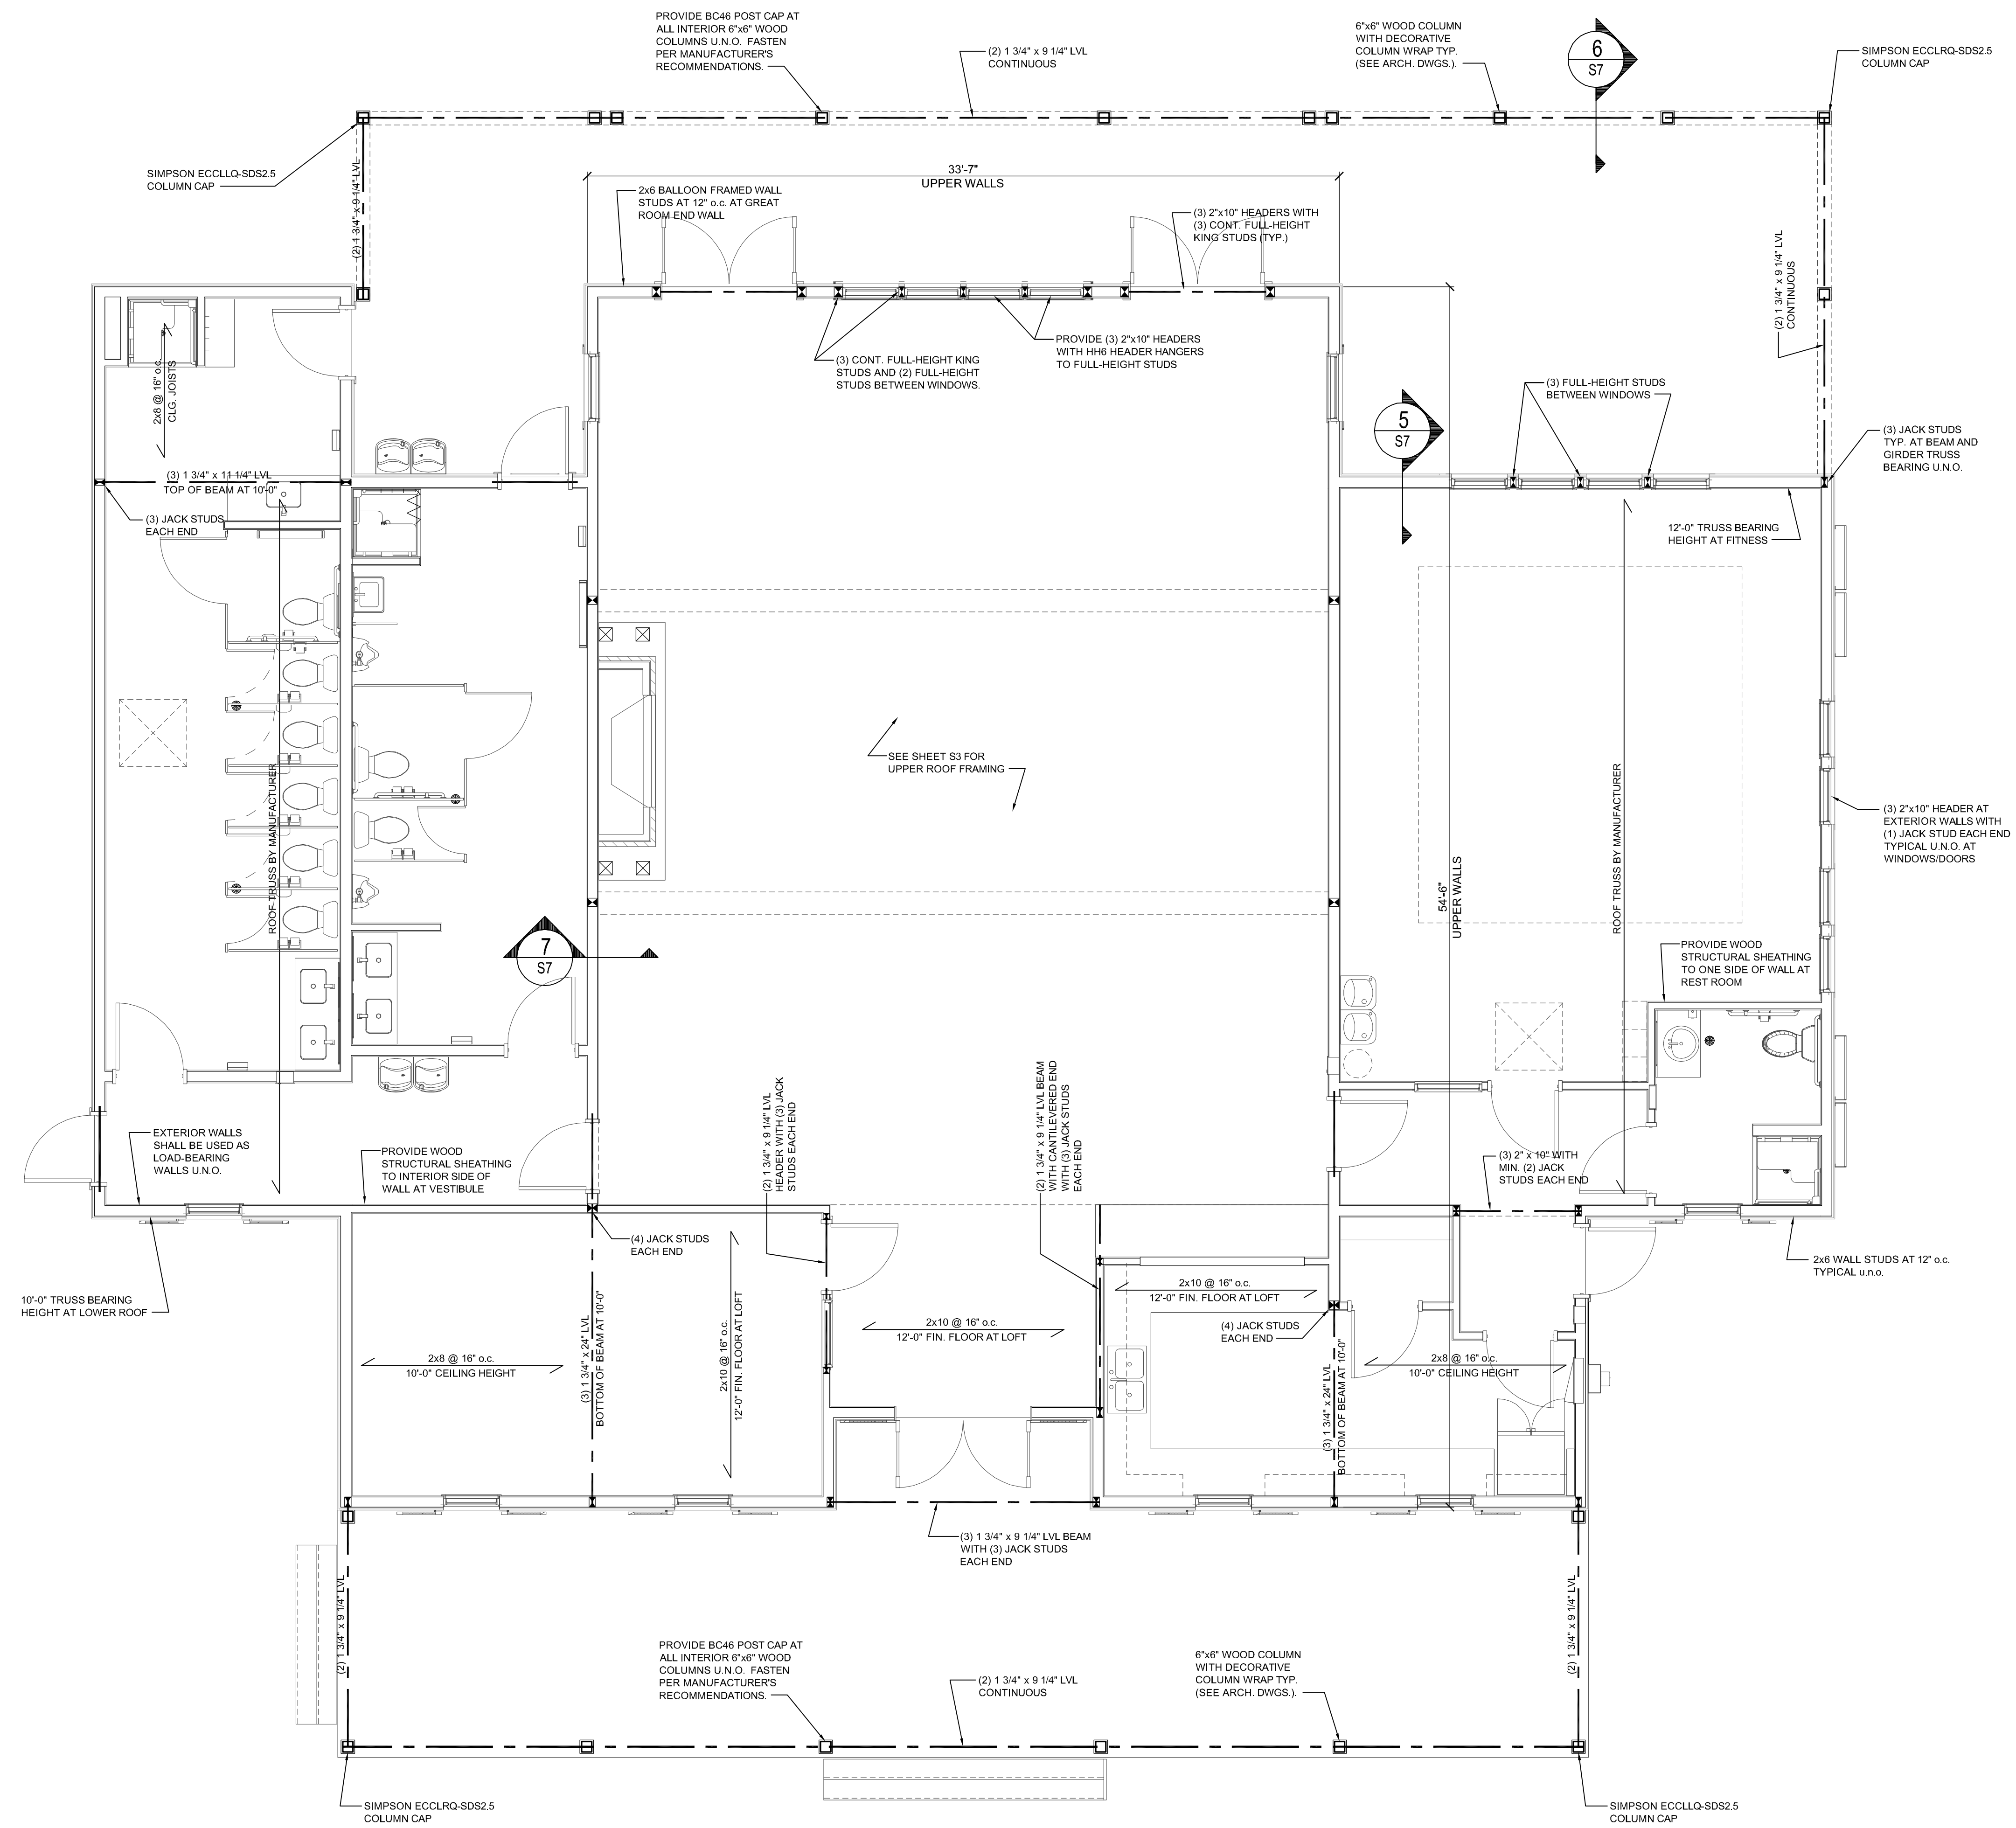 PROVIDE BC46 POST CAP AT
ALL INTERIOR 6"x6" WOOD
COLUMNS U.N.O. FASTEN
PER MANUFACTURER'S
RECOMMENDATIONS.
(2) 1 3/4" x 9 1/4" LVL
CONTINUOUS
6"x6" WOOD COLUMN
WITH DECORATIVE
COLUMN WRAP TYP.
(SEE ARCH. DWGS.).
6
S7
SIMPSON ECCLRQ-SDS2.5
COLUMN CAP
SIMPSON ECCLLQ-SDS2.5
COLUMN CAP
(2) 1 3/4" x 9 1/4" LVL
33'-7"
UPPER WALLS
2x6 BALLOON FRAMED WALL
STUDS AT 12" o.c. AT GREAT
ROOM END WALL
(3) 2"x10" HEADERS WITH
(3) CONT. FULL-HEIGHT
KING STUDS (TYP.)
(2) 1 3/4" x 9 1/4" LVL
CONTINUOUS
(3) CONT. FULL-HEIGHT KING
STUDS AND (2) FULL-HEIGHT
STUDS BETWEEN WINDOWS.
PROVIDE (3) 2"x10" HEADERS
WITH HH6 HEADER HANGERS
TO FULL-HEIGHT STUDS
2x8 @ 16" o.c.
CLG. JOISTS
5
S7
(3) FULL-HEIGHT STUDS
BETWEEN WINDOWS
(3) JACK STUDS
TYP. AT BEAM AND
GIRDER TRUSS
BEARING U.N.O.
(3) 1 3/4" x 11 1/4" LVL
TOP OF BEAM AT 10'-0"
(3) JACK STUDS
EACH END
12'-0" TRUSS BEARING
HEIGHT AT FITNESS
SEE SHEET S3 FOR
UPPER ROOF FRAMING
ROOF TRUSS BY MANUFACTURER
ROOF TRUSS BY MANUFACTURER
54'-6"
UPPER WALLS
(3) 2"x10" HEADER AT
EXTERIOR WALLS WITH
(1) JACK STUD EACH END
TYPICAL U.N.O. AT
WINDOWS/DOORS
7
S7
PROVIDE WOOD
STRUCTURAL SHEATHING
TO ONE SIDE OF WALL AT
REST ROOM
EXTERIOR WALLS
SHALL BE USED AS
LOAD-BEARING
WALLS U.N.O.
PROVIDE WOOD
STRUCTURAL SHEATHING
TO INTERIOR SIDE OF
WALL AT VESTIBULE
(2) 1 3/4" x 9 1/4" LVL
HEADER WITH (3) JACK
STUDS EACH END
(2) 1 3/4" x 9 1/4" LVL BEAM
WITH CANTILEVERED END
WITH (3) JACK STUDS
EACH END
(3) 2" x 10" WITH
MIN. (2) JACK
STUDS EACH END
(4) JACK STUDS
EACH END
2x6 WALL STUDS AT 12" o.c.
TYPICAL u.n.o.
10'-0" TRUSS BEARING
HEIGHT AT LOWER ROOF
2x8 @ 16" o.c.
10'-0" CEILING HEIGHT
(3) 1 3/4" x 24" LVL
BOTTOM OF BEAM AT 10'-0"
2x10 @ 16" o.c.
12'-0" FIN. FLOOR AT LOFT
2x10 @ 16" o.c.
12'-0" FIN. FLOOR AT LOFT
2x10 @ 16" o.c.
12'-0" FIN. FLOOR AT LOFT
(4) JACK STUDS
EACH END
(3) 1 3/4" x 24" LVL
BOTTOM OF BEAM AT 10'-0"
2x8 @ 16" o.c.
10'-0" CEILING HEIGHT
(3) 1 3/4" x 9 1/4" LVL BEAM
WITH (3) JACK STUDS
EACH END
(2) 1 3/4" x 9 1/4" LVL
(2) 1 3/4" x 9 1/4" LVL
PROVIDE BC46 POST CAP AT
ALL INTERIOR 6"x6" WOOD
COLUMNS U.N.O. FASTEN
PER MANUFACTURER'S
RECOMMENDATIONS.
(2) 1 3/4" x 9 1/4" LVL
CONTINUOUS
6"x6" WOOD COLUMN
WITH DECORATIVE
COLUMN WRAP TYP.
(SEE ARCH. DWGS.).
SIMPSON ECCLRQ-SDS2.5
COLUMN CAP
SIMPSON ECCLLQ-SDS2.5
COLUMN CAP